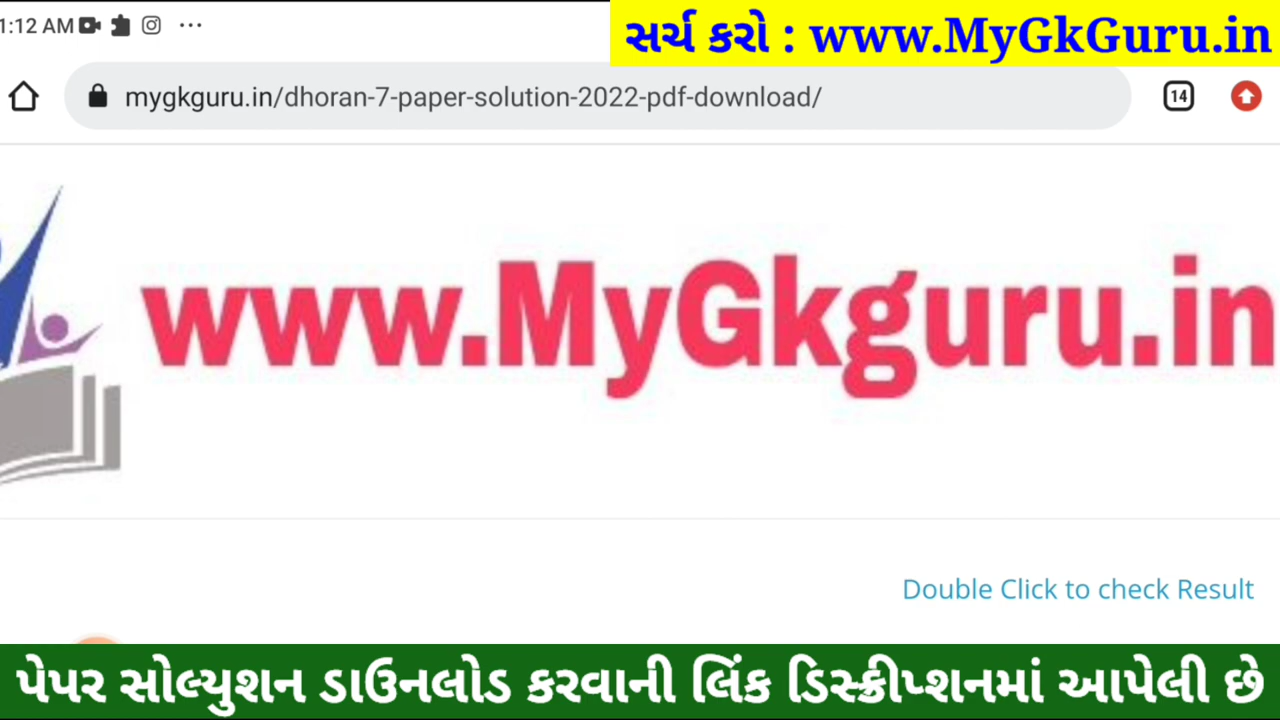 1:12 AM
સર્ચ કરો : www.MyGkGuru.in
mygkguru.in/dhoran-7-paper-solution-2022-pdf-download/
14
www.MyGkguru.in
Double Click to check Result
પેપર સોલ્યુશન ડાઉનલોડ કરવાની લિંક ડિસ્ક્રીપ્શનમાં આપેલી છે